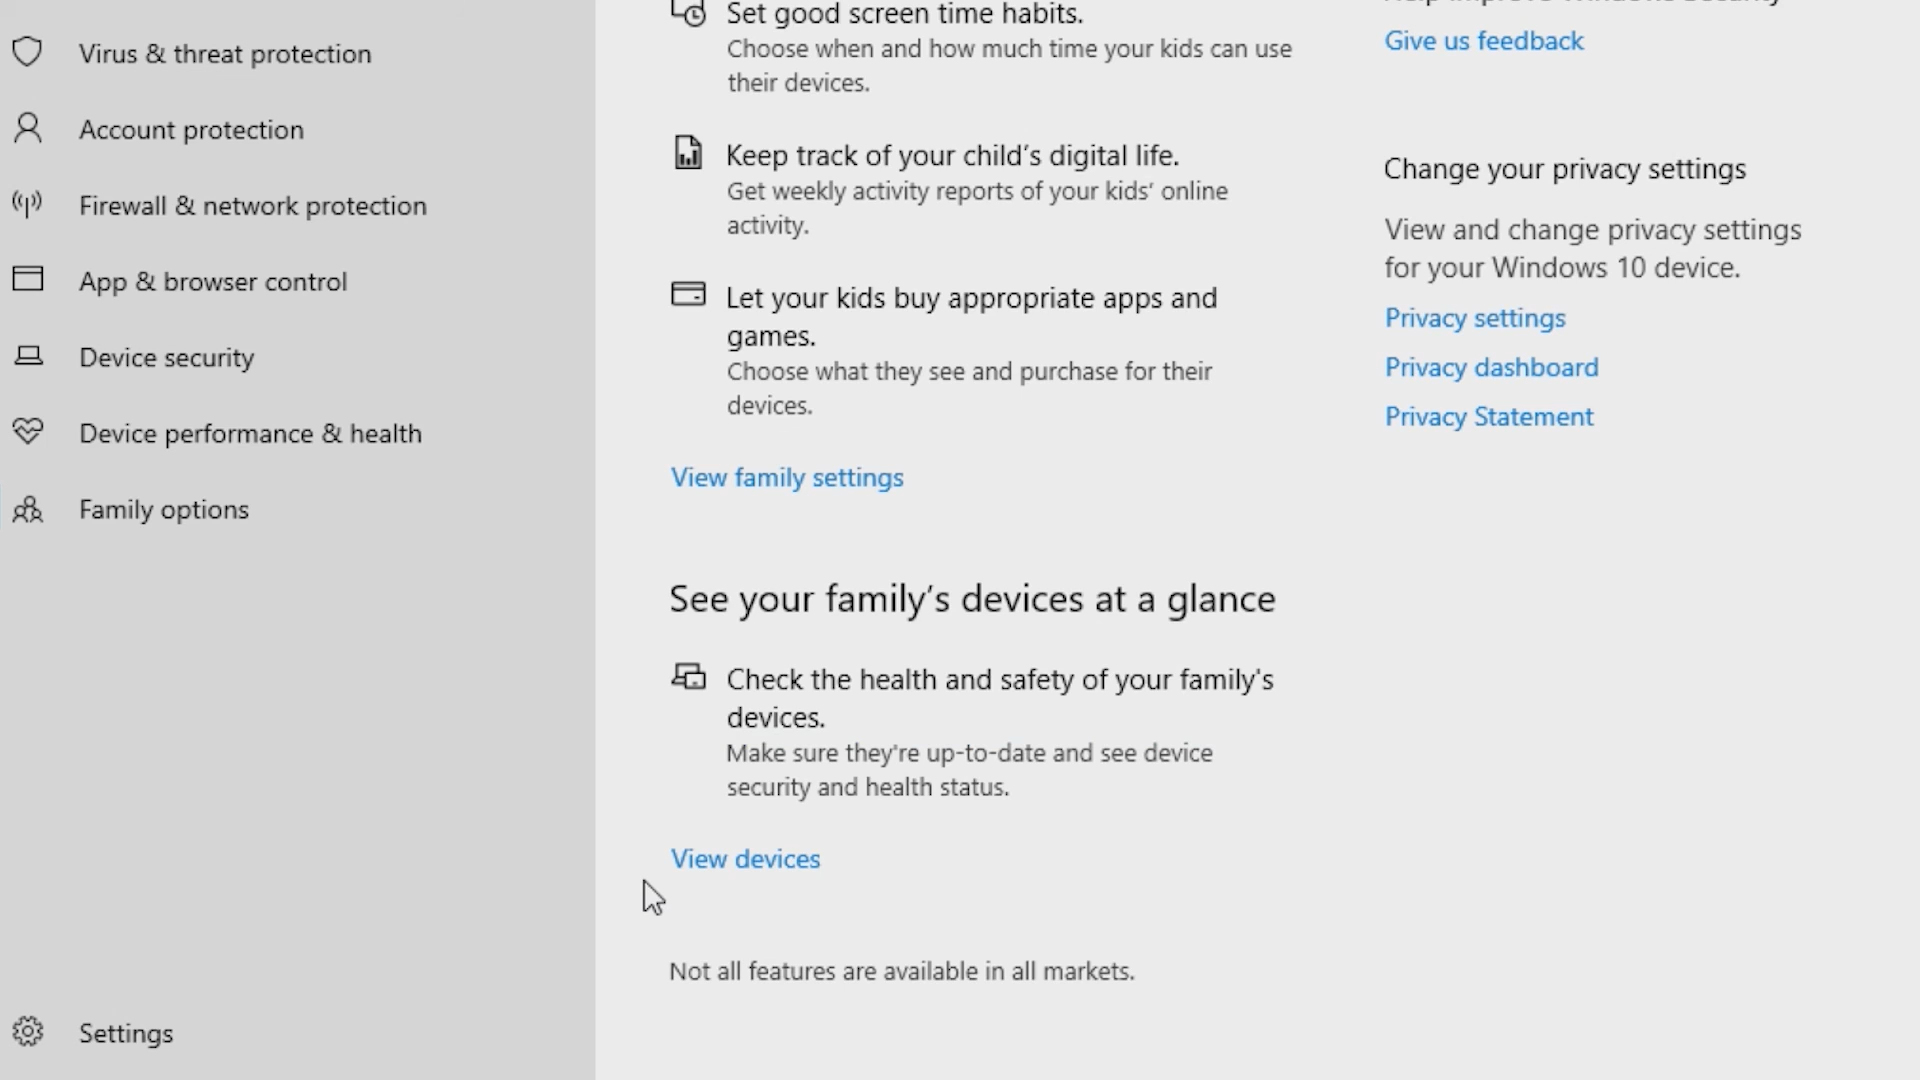 Virus & threat protection
Account protection
Firewall & network protection
App & browser control
Device security
Device performance & health
Family options
Settings
Set good screen time habits.
Choose when and how much time your kids can use
their devices.
Keep track of your child’s digital life.
Get weekly activity reports of your kids’ online
activity.
Let your kids buy appropriate apps and
games.
Choose what they see and purchase for their
devices.
View family settings
See your family’s devices at a glance
Check the health and safety of your family's
devices.
Make sure they're up-to-date and see device
security and health status.
View devices
Not all features are available in all markets.
Help improve Windows Security
Give us feedback
Change your privacy settings
View and change privacy settings
for your Windows 10 device.
Privacy settings
Privacy dashboard
Privacy Statement